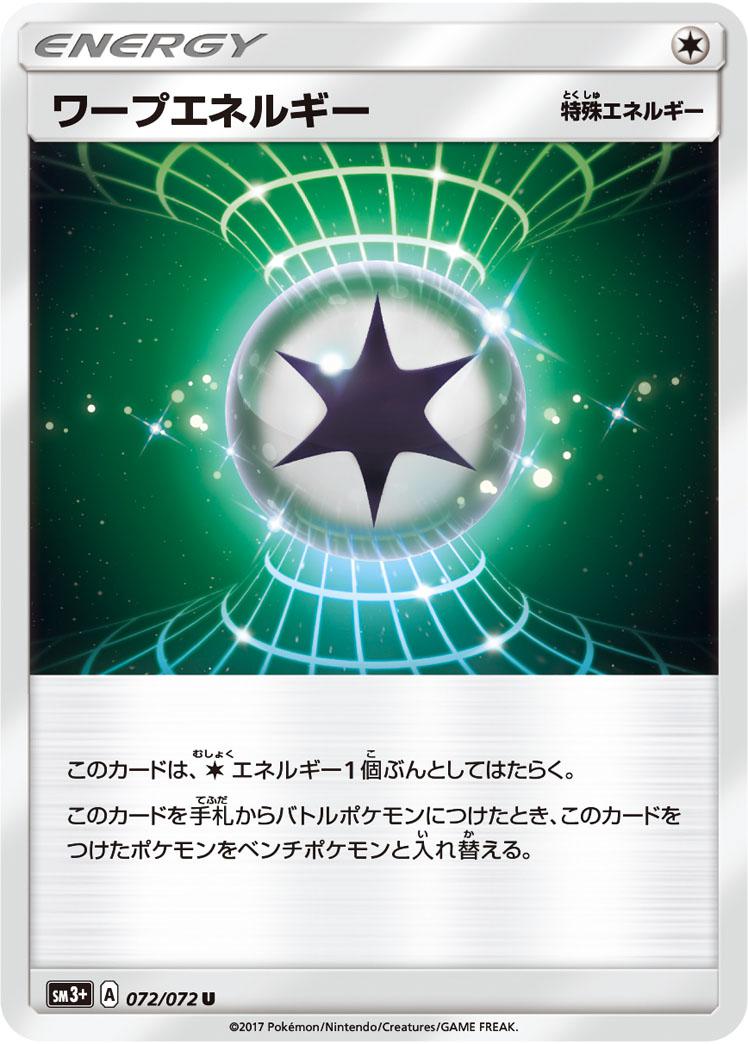 ENERGY
ワープエネルギー
とくしゅ
特殊エネルギー
むしょく こ
このカードは、エネルギー1個ぶんとしてはたらく。
てふだ
このカードを手札からバトルポケモンにつけたとき、このカードを
い か
つけたポケモンをベンチポケモンと入れ替える。
SM3+ A 072/072 U
©2017 Pokémon/Nintendo/Creatures/GAME FREAK.